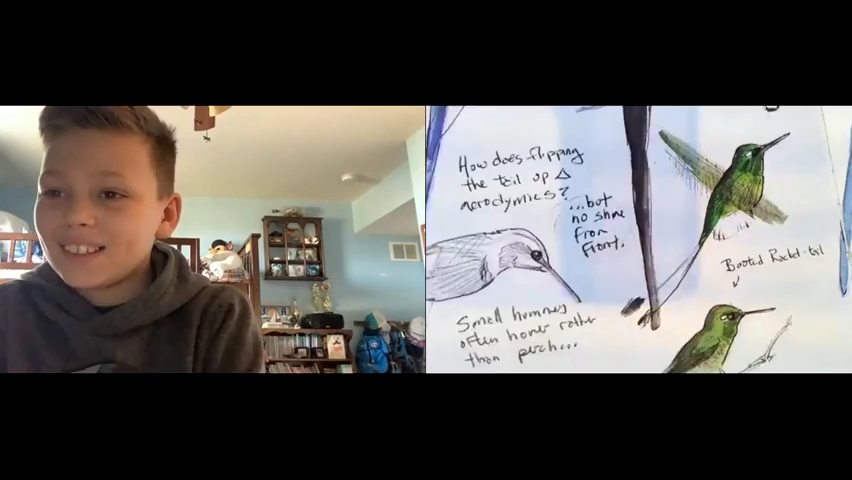 How does flipping
the tail up Δ
aerodymics?
...but
no shine
from
front.
Booted Racket-tail
Small hummers
often hover rather
than perch...